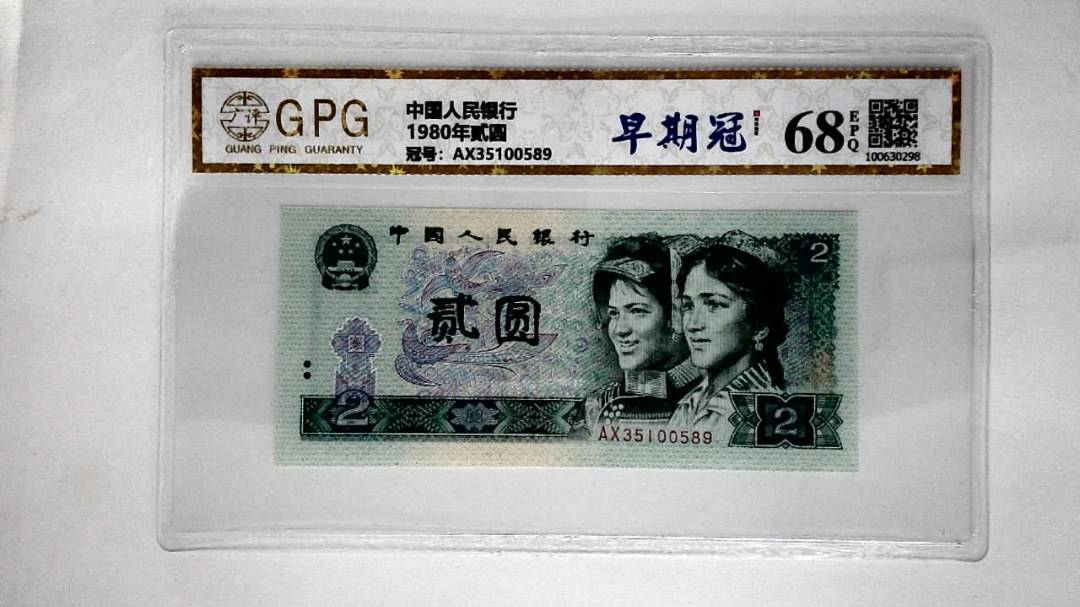 广评
GPG
GUANG PING GUARANTY
中国人民银行
1980年贰圆
冠号：AX35100589
早期冠
68
EPQ
100630298
中国人民银行
2
贰圆
2
AX35100589
2